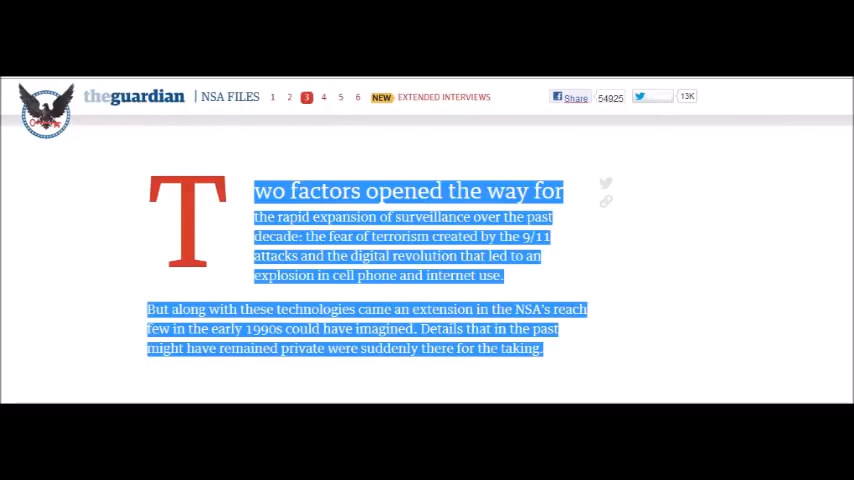 theguardian | NSA FILES 1 2 3 4 5 6 NEW EXTENDED INTERVIEWS Share 54925 13K
Two factors opened the way for
the rapid expansion of surveillance over the past
decade: the fear of terrorism created by the 9/11
attacks and the digital revolution that led to an
explosion in cell phone and internet use.
But along with these technologies came an extension in the NSA's reach
few in the early 1990s could have imagined. Details that in the past
might have remained private were suddenly there for the taking.